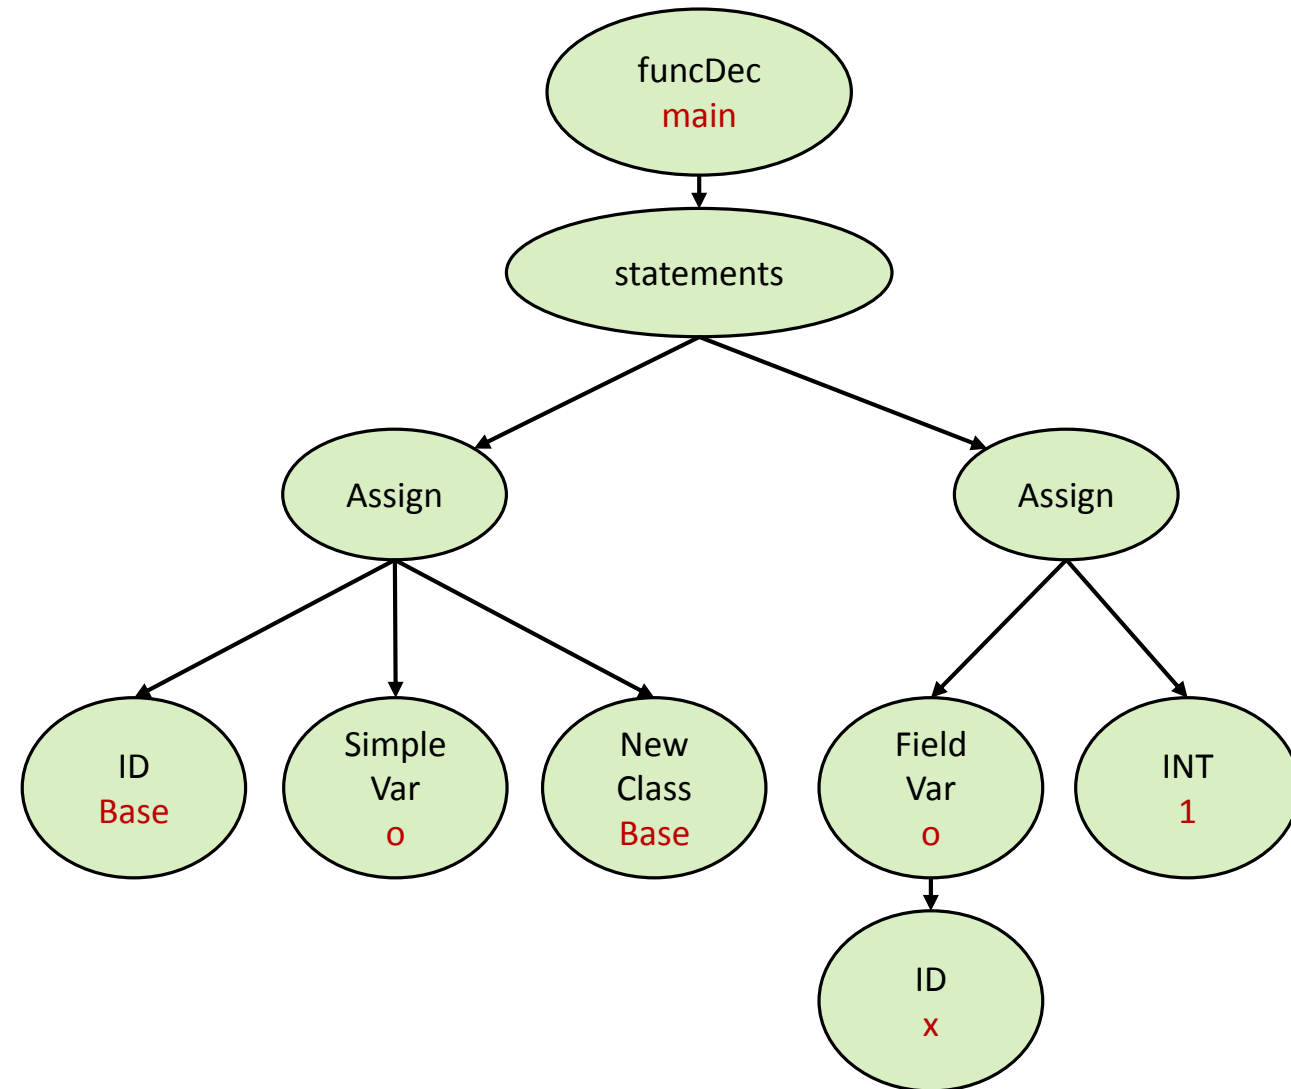 funcDec
main
statements
Assign
Assign
ID
Base
Simple
Var
o
New
Class
Base
Field
Var
o
INT
1
ID
x